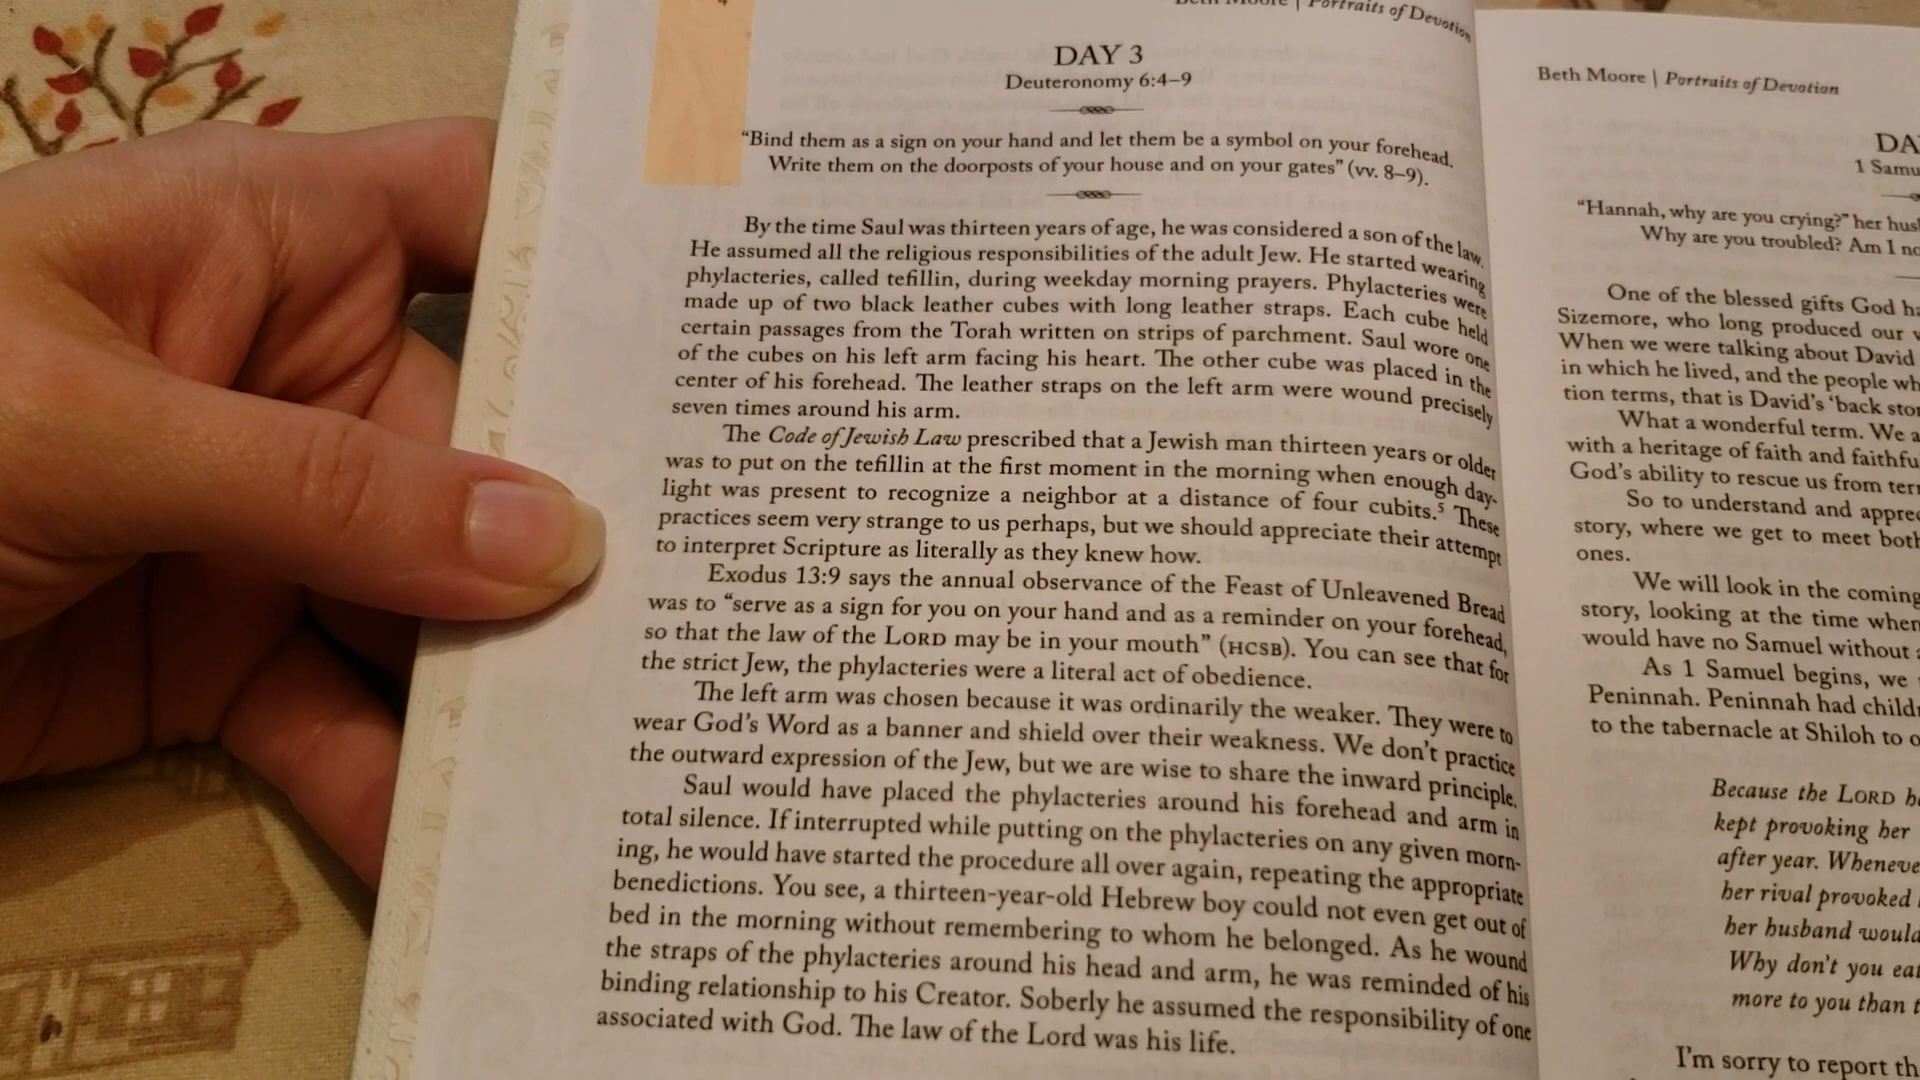 Beth Moore | Portraits of Devotion
DAY 3
Deuteronomy 6:4–9
“Bind them as a sign on your hand and let them be a symbol on your forehead.
Write them on the doorposts of your house and on your gates” (vv. 8–9).
By the time Saul was thirteen years of age, he was considered a son of the law.
He assumed all the religious responsibilities of the adult Jew. He started wearing
phylacteries, called tefillin, during weekday morning prayers. Phylacteries were
made up of two black leather cubes with long leather straps. Each cube held
certain passages from the Torah written on strips of parchment. Saul wore one
of the cubes on his left arm facing his heart. The other cube was placed in the
center of his forehead. The leather straps on the left arm were wound precisely
seven times around his arm.
The Code of Jewish Law prescribed that a Jewish man thirteen years or older
was to put on the tefillin at the first moment in the morning when enough day-
light was present to recognize a neighbor at a distance of four cubits.⁵ These
practices seem very strange to us perhaps, but we should appreciate their attempt
to interpret Scripture as literally as they knew how.
Exodus 13:9 says the annual observance of the Feast of Unleavened Bread
was to “serve as a sign for you on your hand and as a reminder on your forehead,
so that the law of the LORD may be in your mouth” (HCSB). You can see that for
the strict Jew, the phylacteries were a literal act of obedience.
The left arm was chosen because it was ordinarily the weaker. They were to
wear God’s Word as a banner and shield over their weakness. We don’t practice
the outward expression of the Jew, but we are wise to share the inward principle.
Saul would have placed the phylacteries around his forehead and arm in
total silence. If interrupted while putting on the phylacteries on any given morn-
ing, he would have started the procedure all over again, repeating the appropriate
benedictions. You see, a thirteen-year-old Hebrew boy could not even get out of
bed in the morning without remembering to whom he belonged. As he wound
the straps of the phylacteries around his head and arm, he was reminded of his
binding relationship to his Creator. Soberly he assumed the responsibility of one
associated with God. The law of the Lord was his life.
Beth Moore | Portraits of Devotion
1
“Hannah, why are you crying?” her
Why are you troubled? Am I
One of the blessed gifts God
Sizemore, who long produced our
When we were talking about David
in which he lived, and the people
tion terms, that is David’s ‘back
What a wonderful term. We
with a heritage of faith and
God’s ability to rescue us from
So to understand and
story, where we get to meet both
ones.
We will look in the coming
story, looking at the time when
would have no Samuel without
As 1 Samuel begins, we
Peninnah. Peninnah had
to the tabernacle at Shiloh to
Because the LORD
kept provoking her
after year.
her rival provoked
her husband would
Why don’t you eat
more to you than
I’m sorry to report